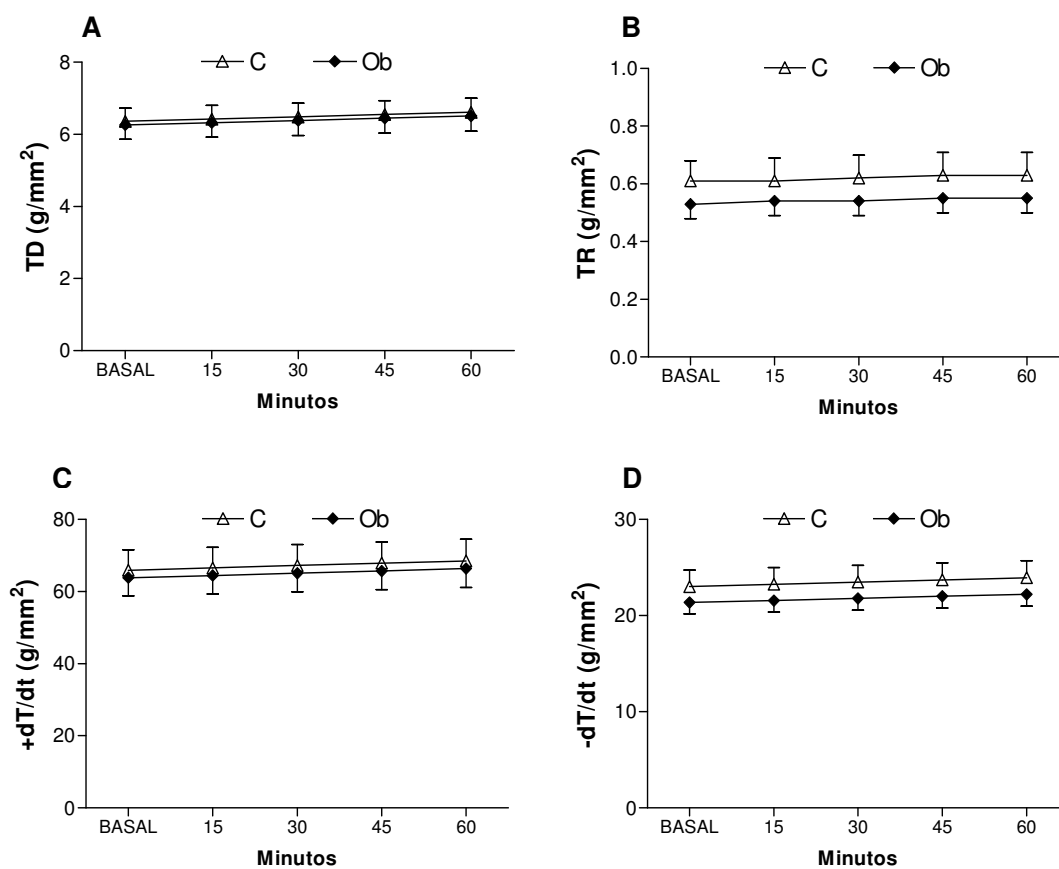 A
C Ob
TD (g/mm²)
8
6
4
2
0
BASAL 15 30 45 60
Minutos
B
C Ob
TR (g/mm²)
1.0
0.8
0.6
0.4
0.2
0.0
BASAL 15 30 45 60
Minutos
C
C Ob
+dT/dt (g/mm²)
80
60
40
20
0
BASAL 15 30 45 60
Minutos
D
C Ob
-dT/dt (g/mm²)
30
20
10
0
BASAL 15 30 45 60
Minutos